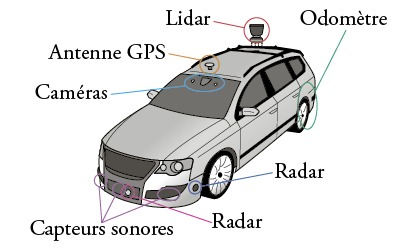 Lidar
Odomètre
Antenne GPS
Caméras
Radar
Radar
Capteurs sonores